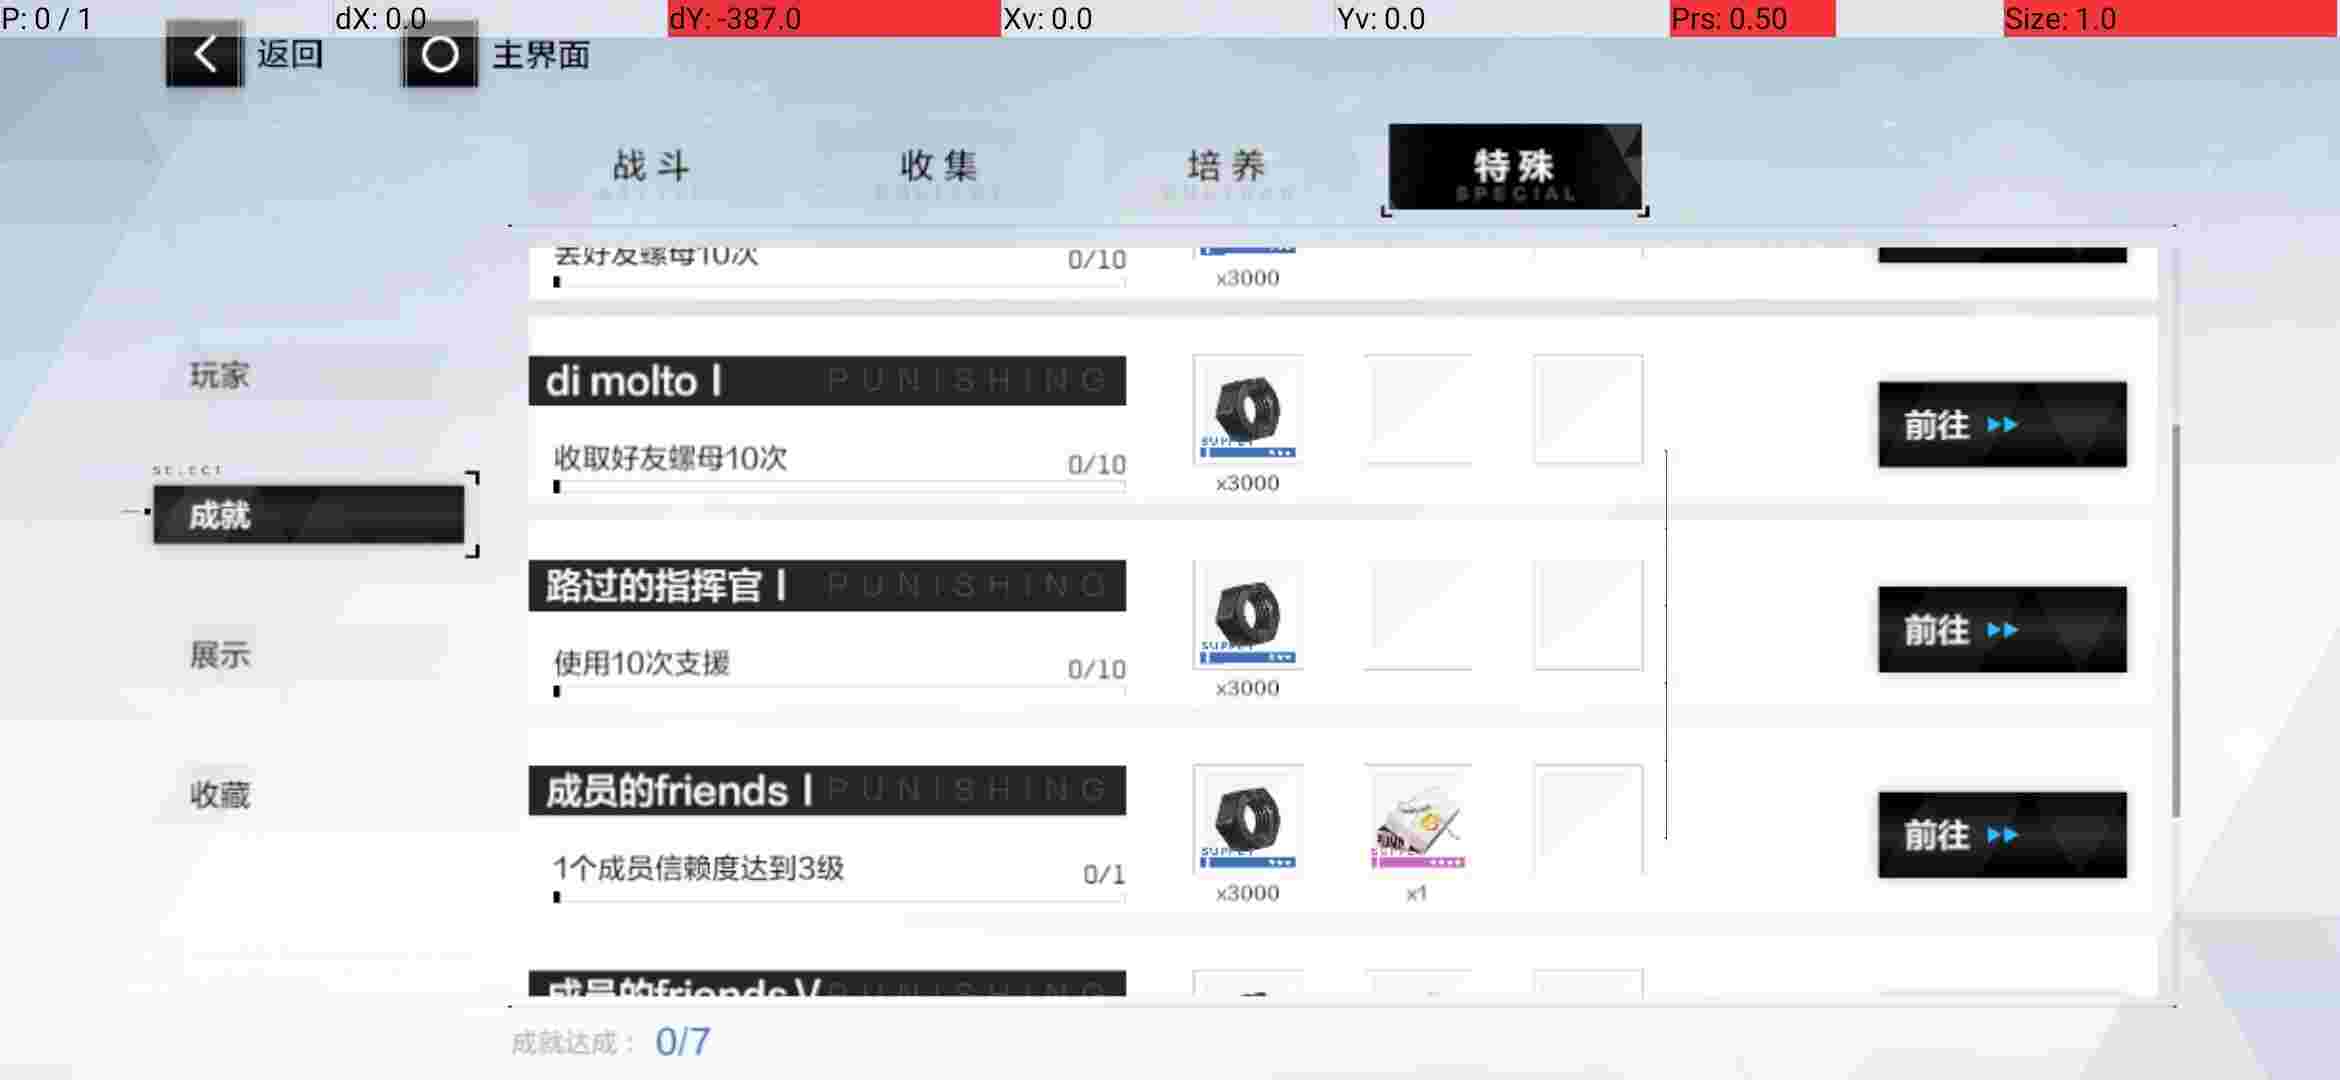 P: 0 / 1
dX: 0.0
dY: -387.0
Xv: 0.0
Yv: 0.0
Prs: 0.50
Size: 1.0
返回
主界面
战斗
收集
培养
特殊
SPECIAL
丢好友螺母10次
0/10
x3000
玩家
SELECT
成就
展示
收藏
di molto Ⅰ
PUNISHING
收取好友螺母10次
0/10
SUPPLY
x3000
前往
路过的指挥官 Ⅰ
PUNISHING
使用10次支援
0/10
SUPPLY
x3000
前往
成员的friends Ⅰ
PUNISHING
1个成员信赖度达到3级
0/1
SUPPLY
x3000
x1
前往
成员的friends Ⅴ
PUNISHING
成就达成：
0/7